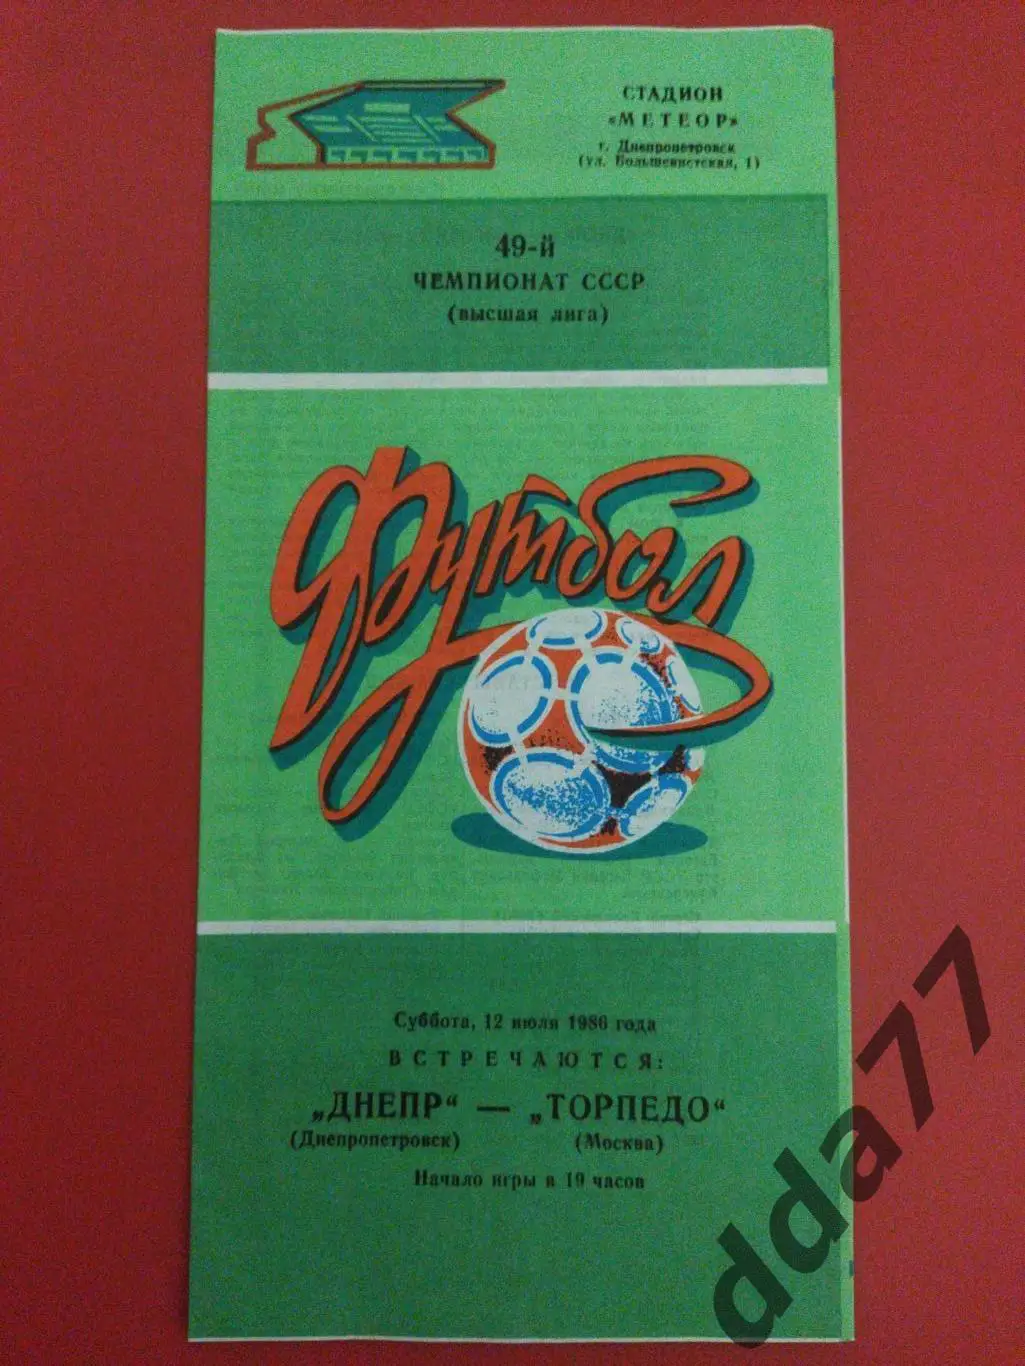 СТАДИОН
«МЕТЕОР»
г. Днепропетровск
(ул. Большевистская, 1)
49-й
ЧЕМПИОНАТ СССР
(высшая лига)
Футбол
Суббота, 12 июля 1986 года
ВСТРЕЧАЮТСЯ:
„ДНЕПР“ — „ТОРПЕДО“
(Днепропетровск) (Москва)
Начало игры в 19 часов
dda77